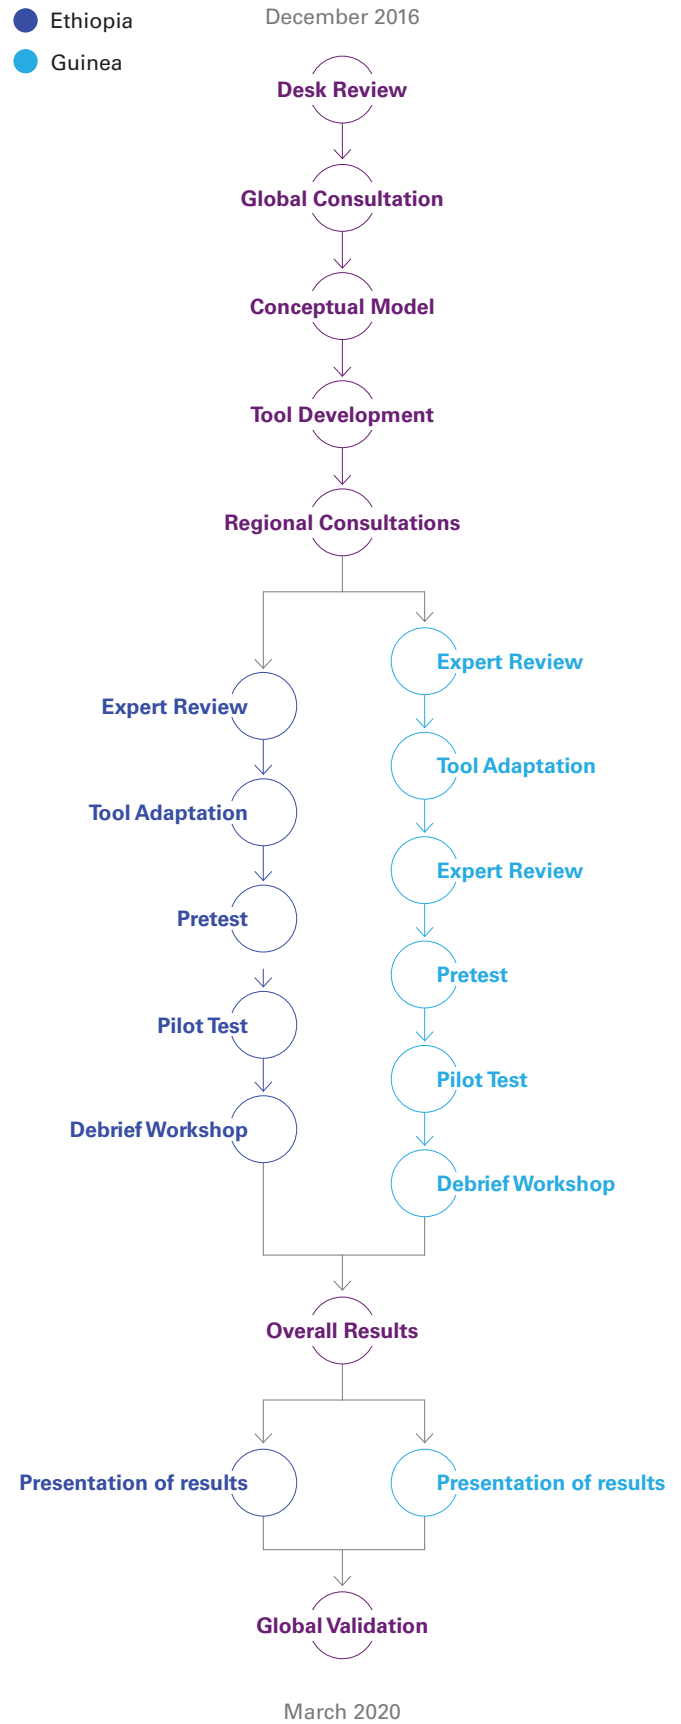 Ethiopia
Guinea
December 2016
Desk Review
Global Consultation
Conceptual Model
Tool Development
Regional Consultations
Expert Review
Tool Adaptation
Pretest
Pilot Test
Debrief Workshop
Expert Review
Tool Adaptation
Expert Review
Pretest
Pilot Test
Debrief Workshop
Overall Results
Presentation of results
Presentation of results
Global Validation
March 2020